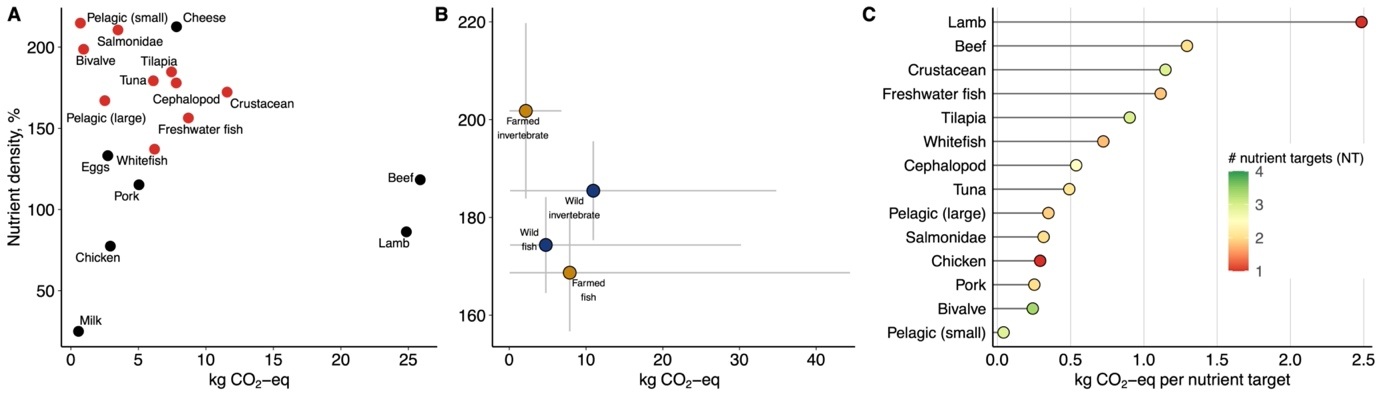 A
Nutrient density, %
200
150
100
50
0
5
10
15
20
25
kg CO₂–eq
Pelagic (small)
Cheese
Salmonidae
Bivalve
Tilapia
Tuna
Cephalopod
Crustacean
Pelagic (large)
Freshwater fish
Eggs
Whitefish
Pork
Beef
Lamb
Chicken
Milk
B
220
200
180
160
0
10
20
30
40
kg CO₂–eq
Farmed
invertebrate
Wild
invertebrate
Wild
fish
Farmed
fish
C
Lamb
Beef
Crustacean
Freshwater fish
Tilapia
Whitefish
Cephalopod
Tuna
Pelagic (large)
Salmonidae
Chicken
Pork
Bivalve
Pelagic (small)
0.0
0.5
1.0
1.5
2.0
2.5
kg CO₂–eq per nutrient target
# nutrient targets (NT)
4
3
2
1